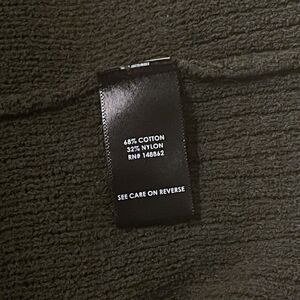 68% COTTON
32% NYLON
RN# 148862
SEE CARE ON REVERSE